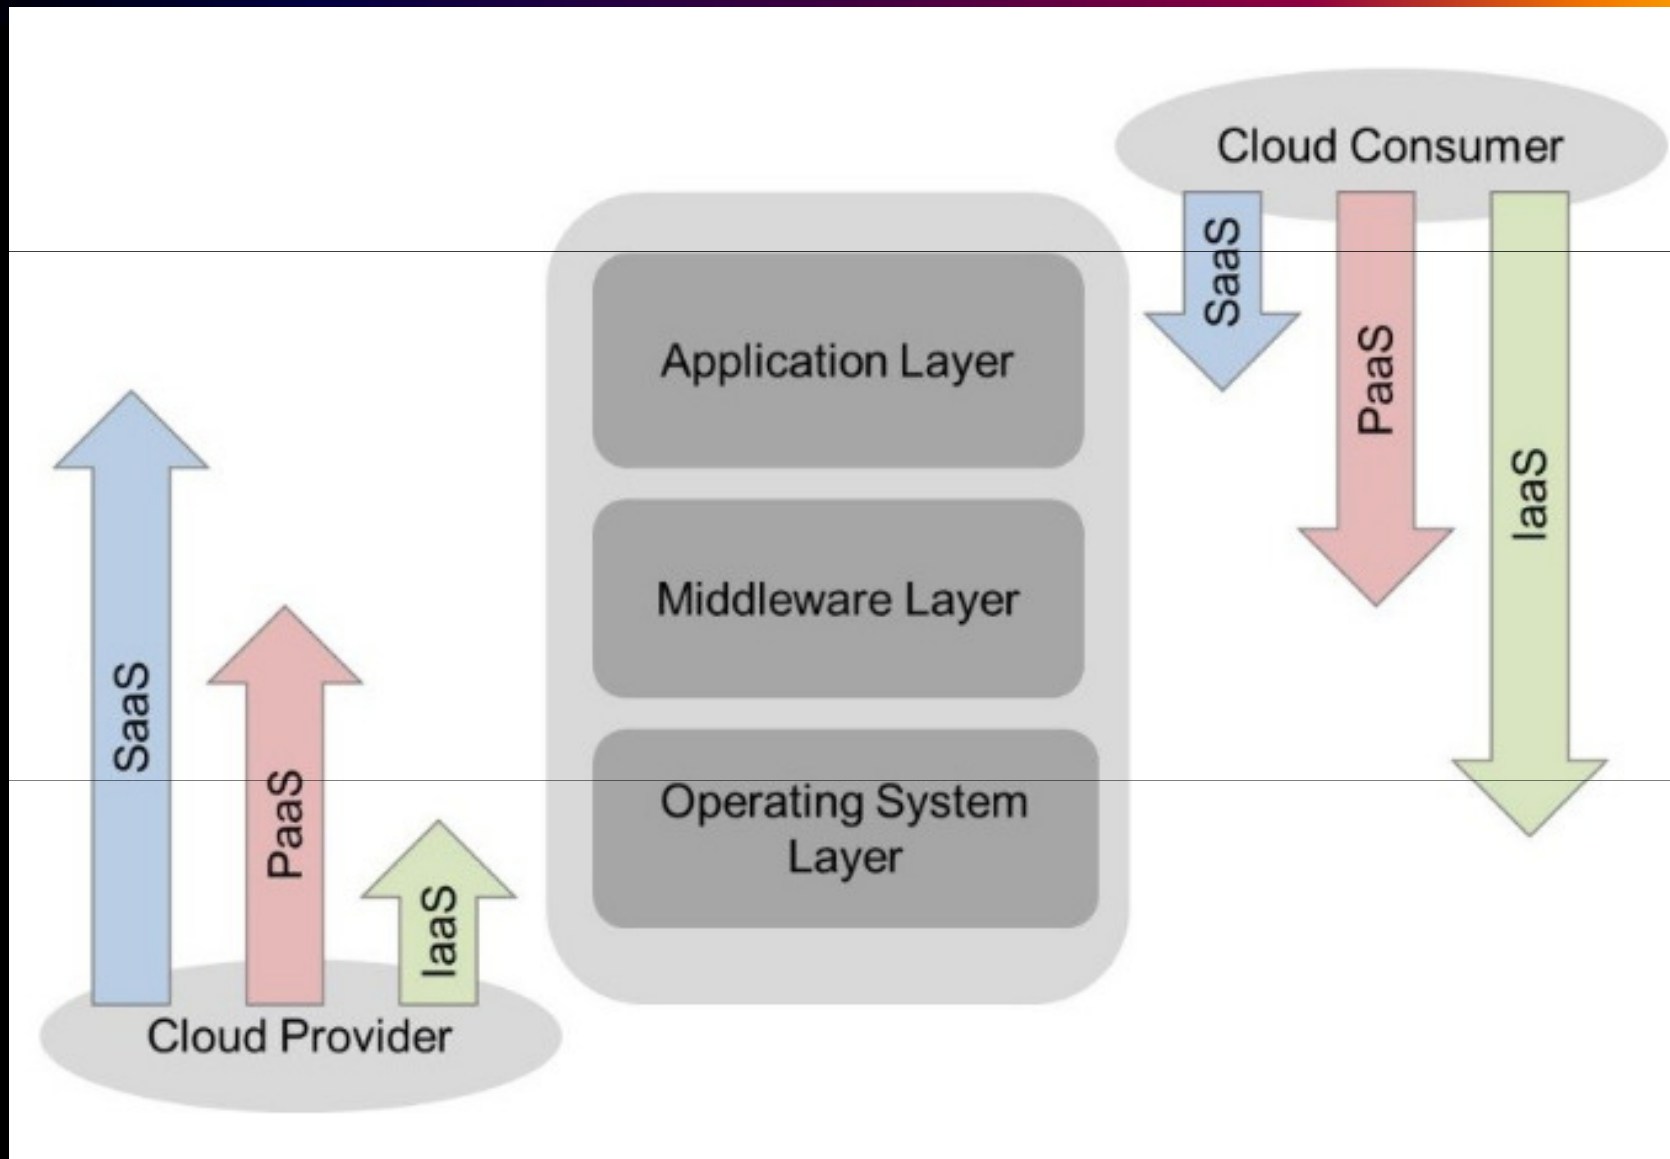 Cloud Consumer
SaaS
PaaS
IaaS
Application Layer
Middleware Layer
Operating System
Layer
SaaS
PaaS
IaaS
Cloud Provider